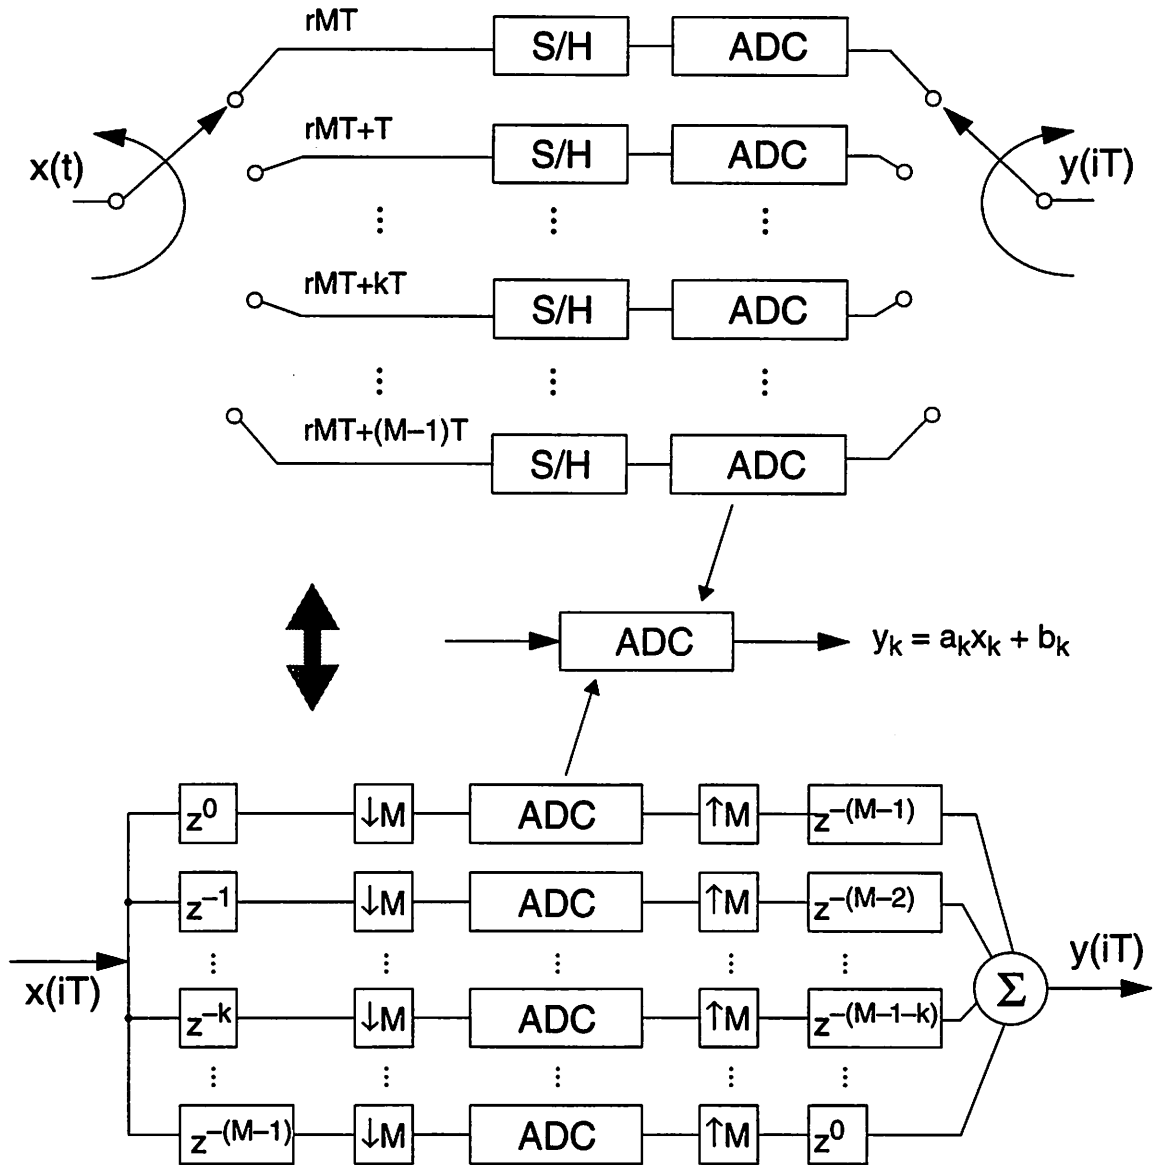 rMT
S/H ADC
rMT+T
S/H ADC
x(t) y(iT)
⋮ ⋮ ⋮
rMT+kT
S/H ADC
⋮ ⋮ ⋮
rMT+(M–1)T
S/H ADC
ADC yₖ = aₖxₖ + bₖ
z⁰ ↓M ADC ↑M z^–(M–1)
z^–1 ↓M ADC ↑M z^–(M–2)
⋮ ⋮ ⋮ ⋮
x(iT) Σ y(iT)
z^–k ↓M ADC ↑M z^–(M–1–k)
⋮ ⋮ ⋮ ⋮
z^–(M–1) ↓M ADC ↑M z⁰